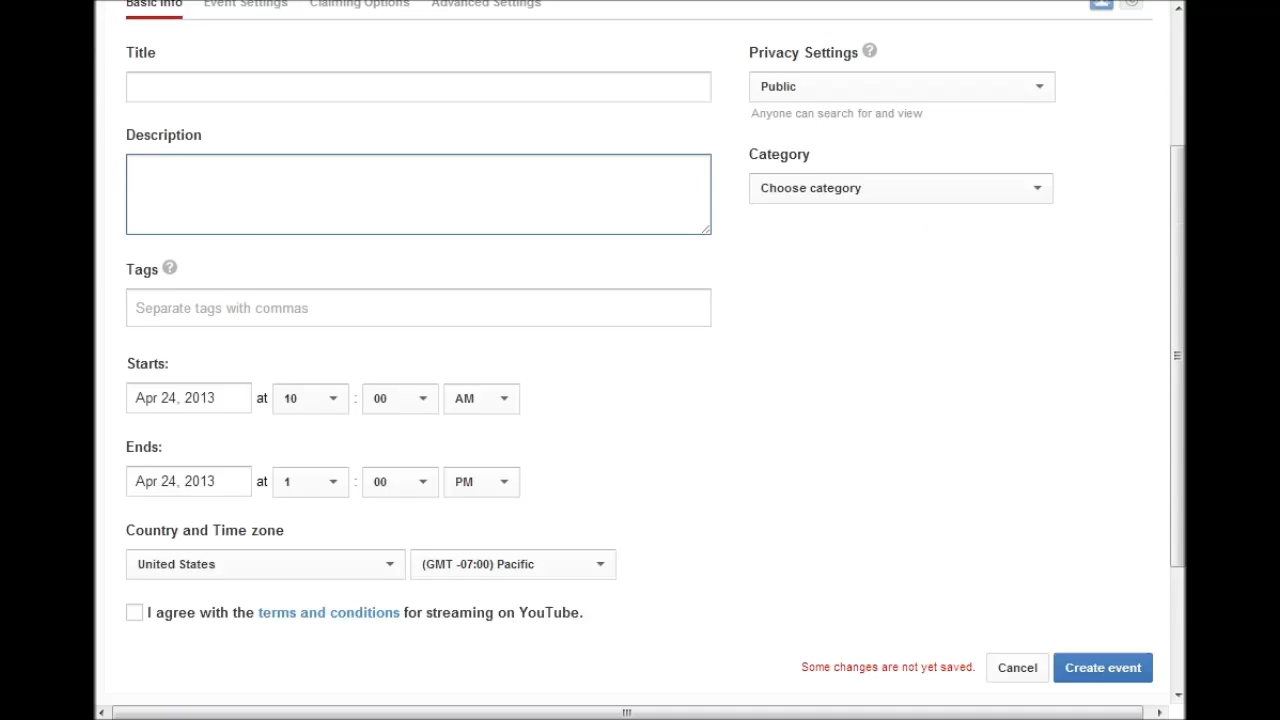 Basic Info Event Settings Claiming Options Advanced Settings
Title
Description
Tags ?
Separate tags with commas
Starts:
Apr 24, 2013 at 10 : 00 AM
Ends:
Apr 24, 2013 at 1 : 00 PM
Country and Time zone
United States (GMT -07:00) Pacific
I agree with the terms and conditions for streaming on YouTube.
Privacy Settings ?
Public
Anyone can search for and view
Category
Choose category
Some changes are not yet saved. Cancel Create event